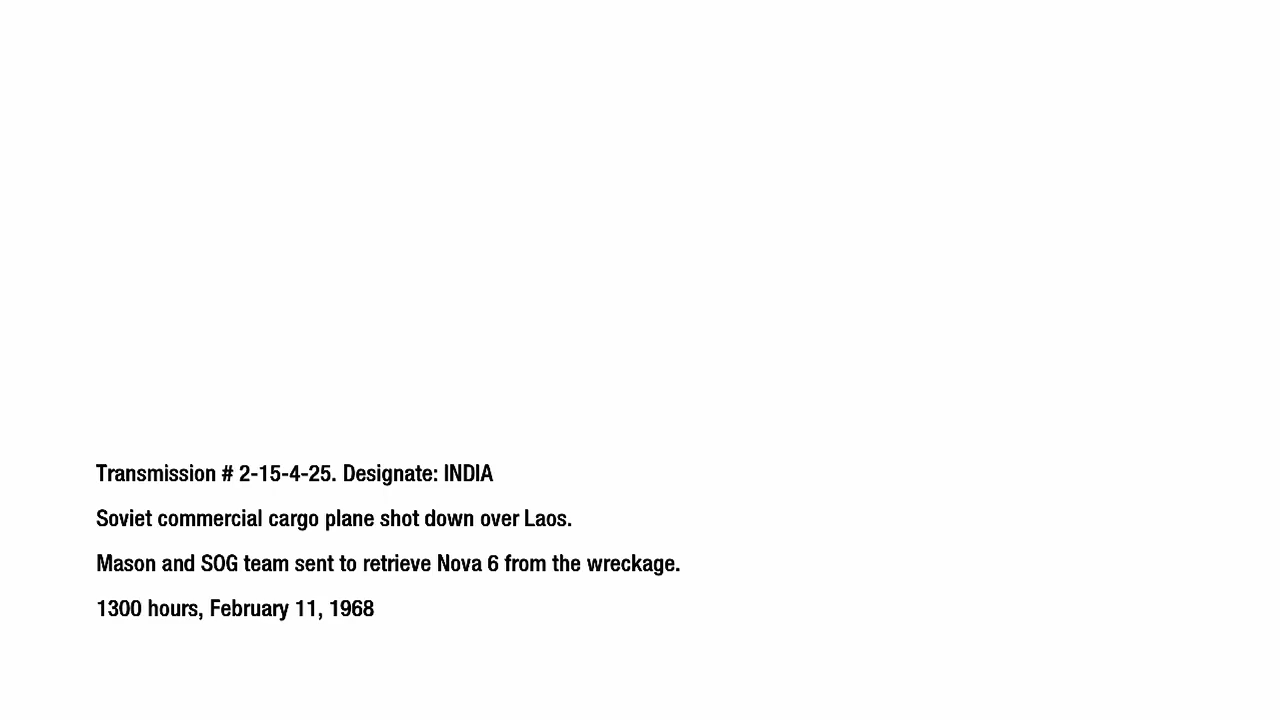 Transmission # 2-15-4-25. Designate: INDIA
Soviet commercial cargo plane shot down over Laos.
Mason and SOG team sent to retrieve Nova 6 from the wreckage.
1300 hours, February 11, 1968